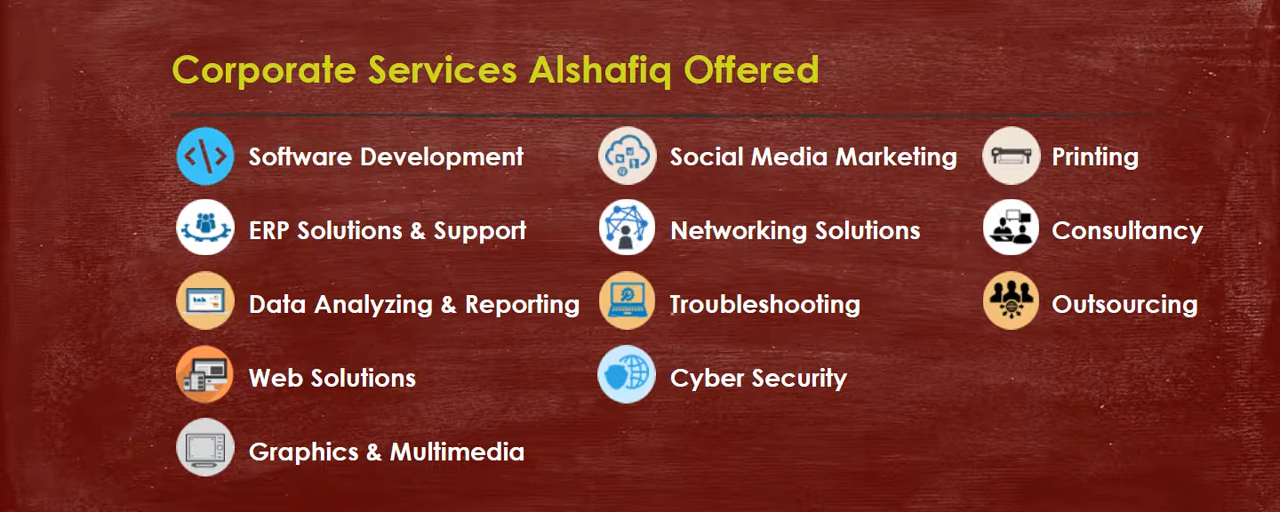 Corporate Services Alshafiq Offered
Software Development
ERP Solutions & Support
Data Analyzing & Reporting
Web Solutions
Graphics & Multimedia
Social Media Marketing
Networking Solutions
Troubleshooting
Cyber Security
Printing
Consultancy
Outsourcing